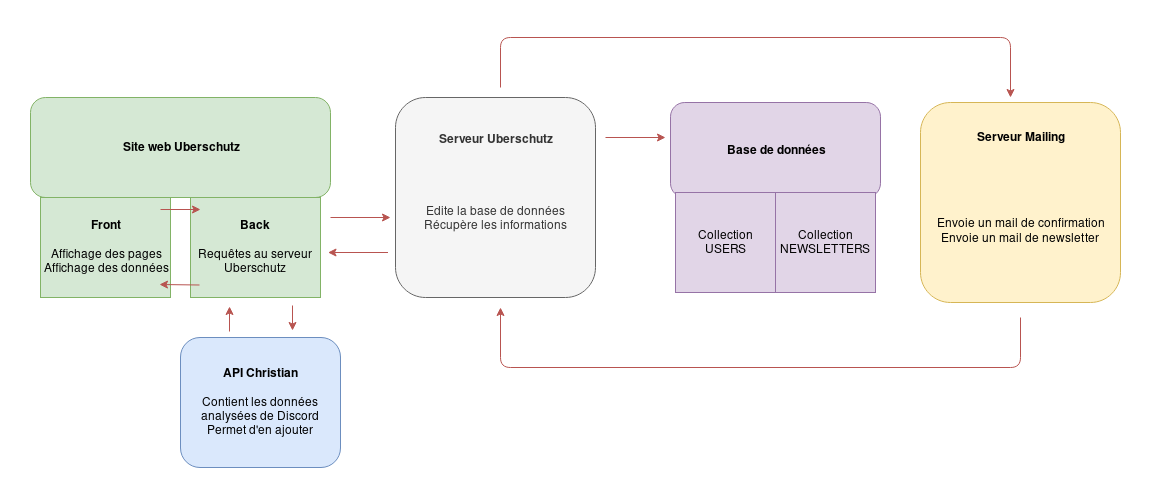 Site web Uberschutz
Front
Affichage des pages
Affichage des données
Back
Requêtes au serveur
Uberschutz
API Christian
Contient les données
analysées de Discord
Permet d'en ajouter
Serveur Uberschutz
Edite la base de données
Récupère les informations
Base de données
Collection
USERS
Collection
NEWSLETTERS
Serveur Mailing
Envoie un mail de confirmation
Envoie un mail de newsletter